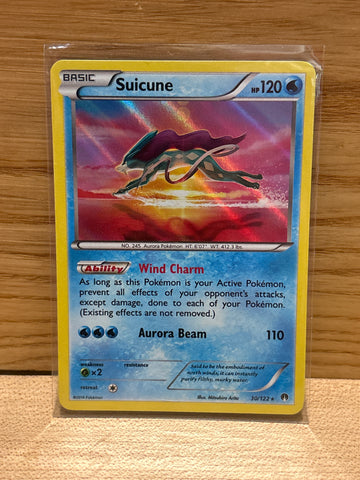 BASIC
Suicune
HP120
NO. 245 Aurora Pokémon HT: 6'07" WT: 412.3 lbs.
Ability Wind Charm
As long as this Pokémon is your Active Pokémon,
prevent all effects of your opponent's attacks,
except damage, done to each of your Pokémon.
(Existing effects are not removed.)
Aurora Beam 110
weakness resistance
×2
retreat
Said to be the embodiment of
north winds, it can instantly
purify filthy, murky water.
©2016 Pokémon
Illus. Mitsuhiro Arita
30/122 ★